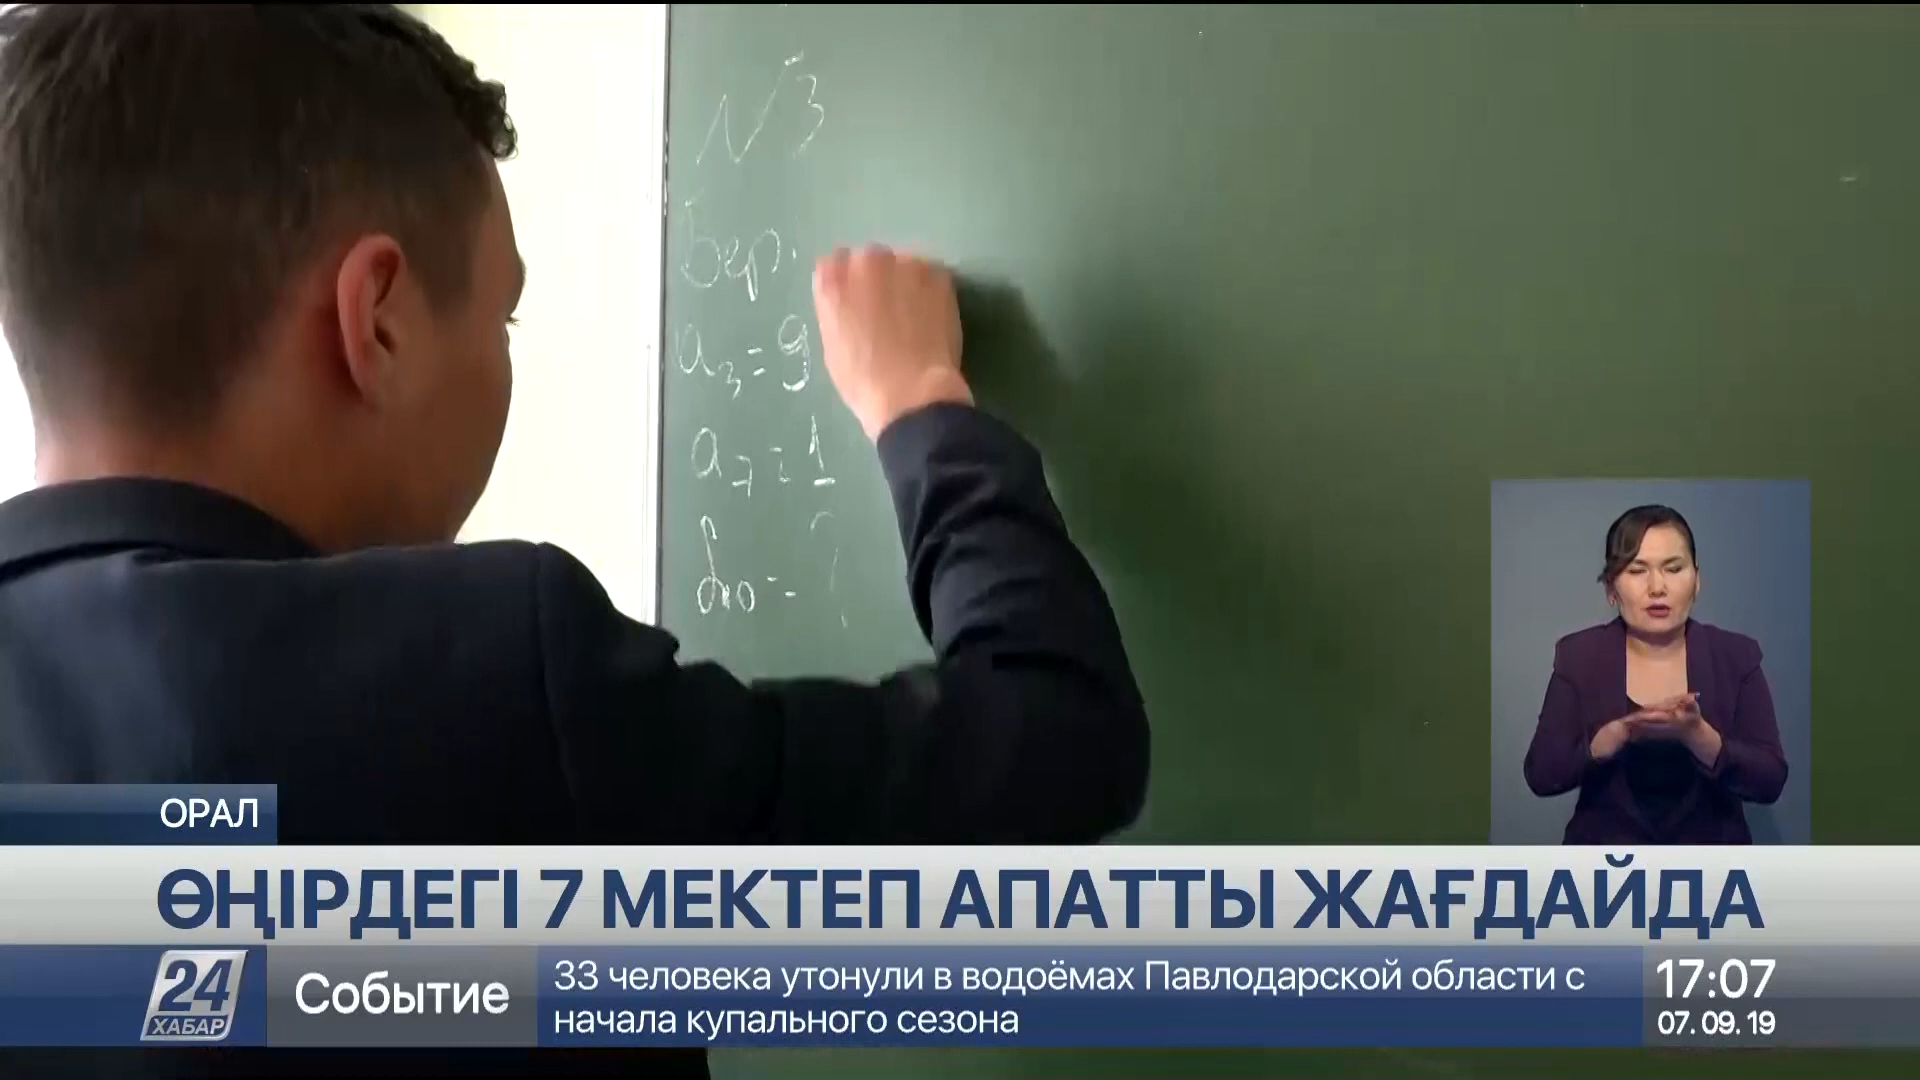 №3
Бер.
a₃=9
a₇=1
ОРАЛ
ӨҢІРДЕГІ 7 МЕКТЕП АПАТТЫ ЖАҒДАЙДА
24 ХАБАР
Событие
33 человека утонули в водоёмах Павлодарской области с
начала купального сезона
17:07
07. 09. 19